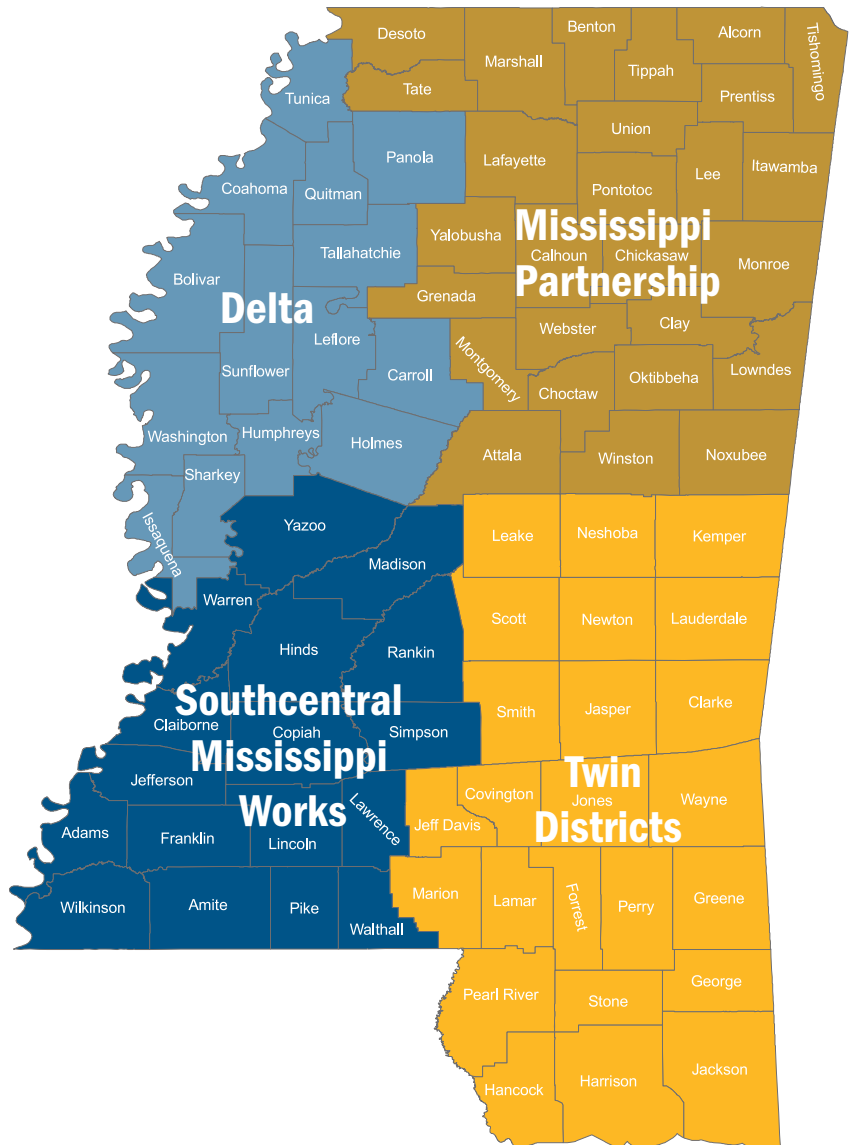 Desoto
Marshall
Benton
Tippah
Alcorn
Tishomingo
Tunica
Tate
Prentiss
Union
Panola
Lafayette
Coahoma
Quitman
Pontotoc
Lee
Itawamba
Tallahatchie
Yalobusha
Mississippi
Partnership
Calhoun
Chickasaw
Monroe
Bolivar
Delta
Grenada
Leflore
Webster
Clay
Sunflower
Carroll
Montgomery
Choctaw
Oktibbeha
Lowndes
Washington
Humphreys
Holmes
Attala
Winston
Noxubee
Sharkey
Issaquena
Yazoo
Leake
Neshoba
Kemper
Madison
Warren
Scott
Newton
Lauderdale
Hinds
Rankin
Southcentral
Mississippi
Works
Claiborne
Copiah
Simpson
Smith
Jasper
Clarke
Jefferson
Lawrence
Covington
Twin
Districts
Jones
Wayne
Jeff Davis
Adams
Franklin
Lincoln
Marion
Lamar
Forrest
Perry
Greene
Wilkinson
Amite
Pike
Walthall
Pearl River
Stone
George
Hancock
Harrison
Jackson